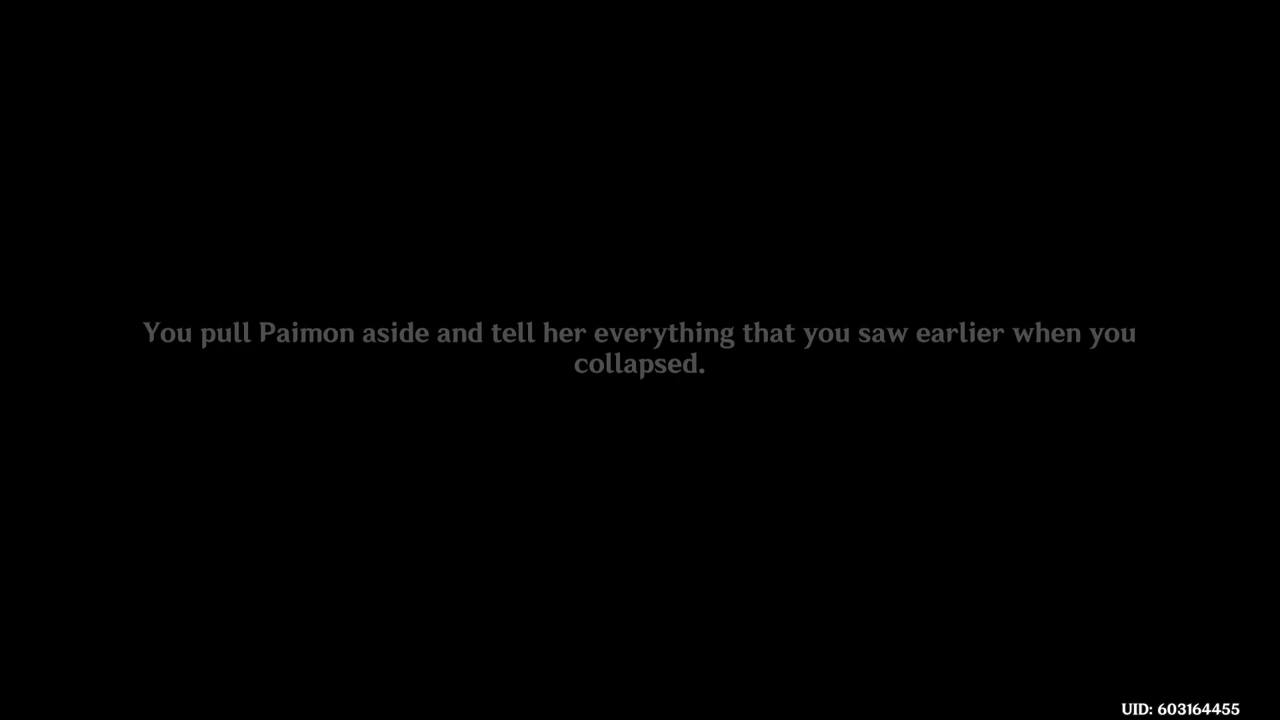 You pull Paimon aside and tell her everything that you saw earlier when you
collapsed.
UID: 603164455